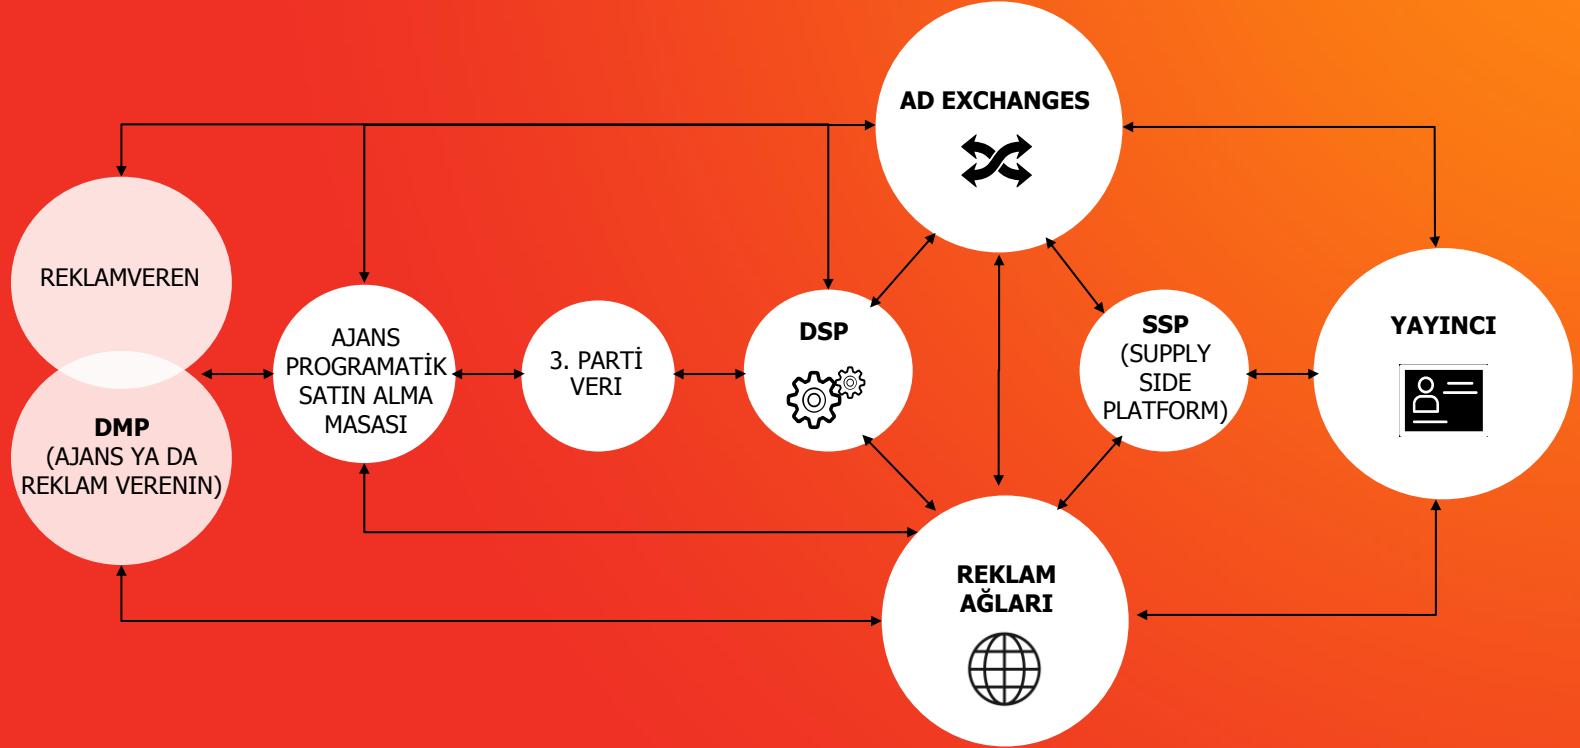 AD EXCHANGES
REKLAMVEREN
DMP
(AJANS YA DA
REKLAM VERENIN)
AJANS
PROGRAMATİK
SATIN ALMA
MASASI
3. PARTİ
VERI
DSP
SSP
(SUPPLY
SIDE
PLATFORM)
YAYINCI
REKLAM
AĞLARI